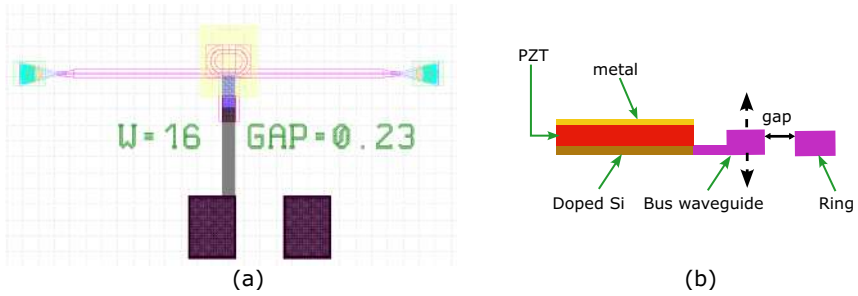 W=16 GAP=0.23
(a)
PZT
metal
gap
Doped Si
Bus waveguide
Ring
(b)